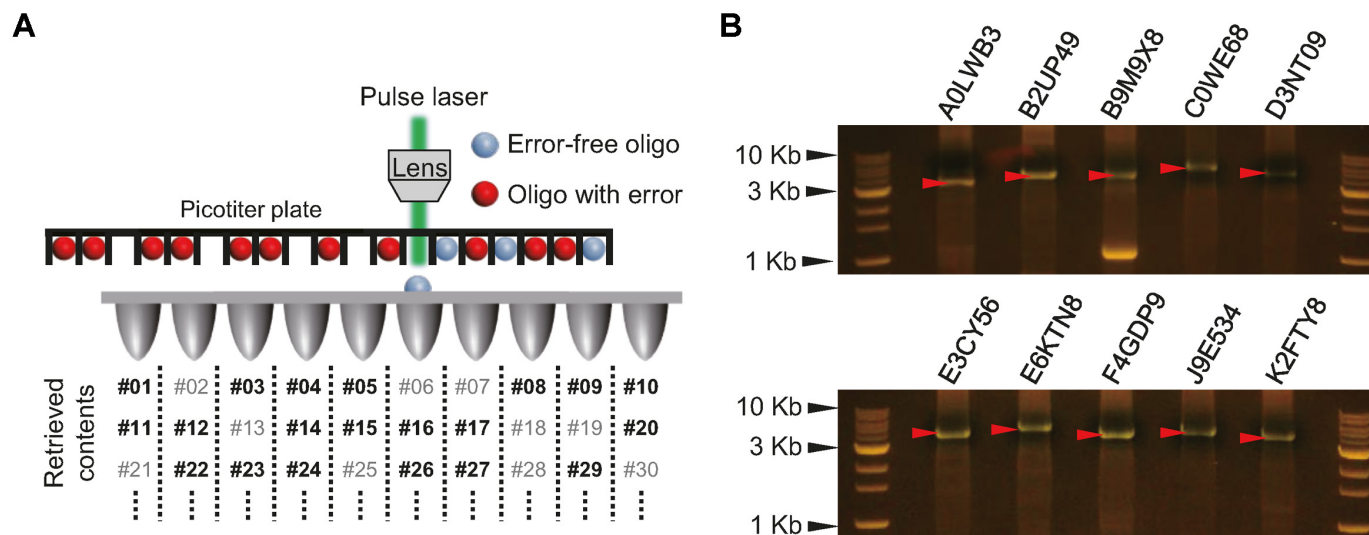 A
Pulse laser
Lens
Error-free oligo
Oligo with error
Picotiter plate
Retrieved contents
#01 #02 #03 #04 #05 #06 #07 #08 #09 #10
#11 #12 #13 #14 #15 #16 #17 #18 #19 #20
#21 #22 #23 #24 #25 #26 #27 #28 #29 #30
B
A0LWB3 B2UP49 B9M9X8 C0WE68 D3NT09
10 Kb
3 Kb
1 Kb
E3CY56 E6KTN8 F4GDP9 J9E534 K2FTY8
10 Kb
3 Kb
1 Kb